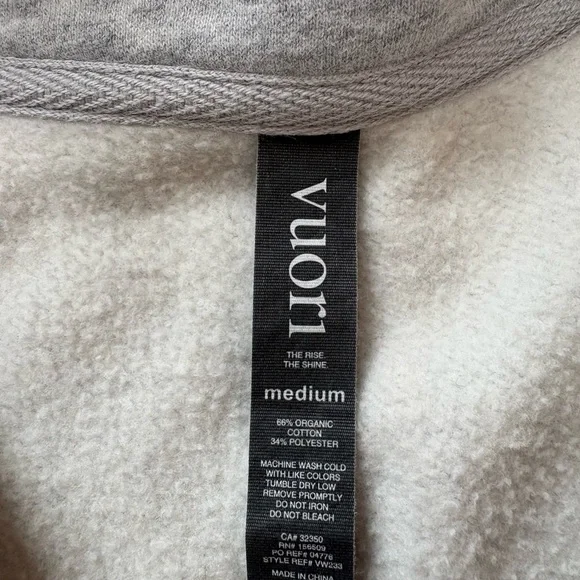 vuori
THE RISE.
THE SHINE.
medium
66% ORGANIC
COTTON
34% POLYESTER
MACHINE WASH COLD
WITH LIKE COLORS
TUMBLE DRY LOW
REMOVE PROMPTLY
DO NOT IRON
DO NOT BLEACH
CA# 32350
RN# 156509
PO REF# 04776
STYLE REF# VW233
MADE IN CHINA